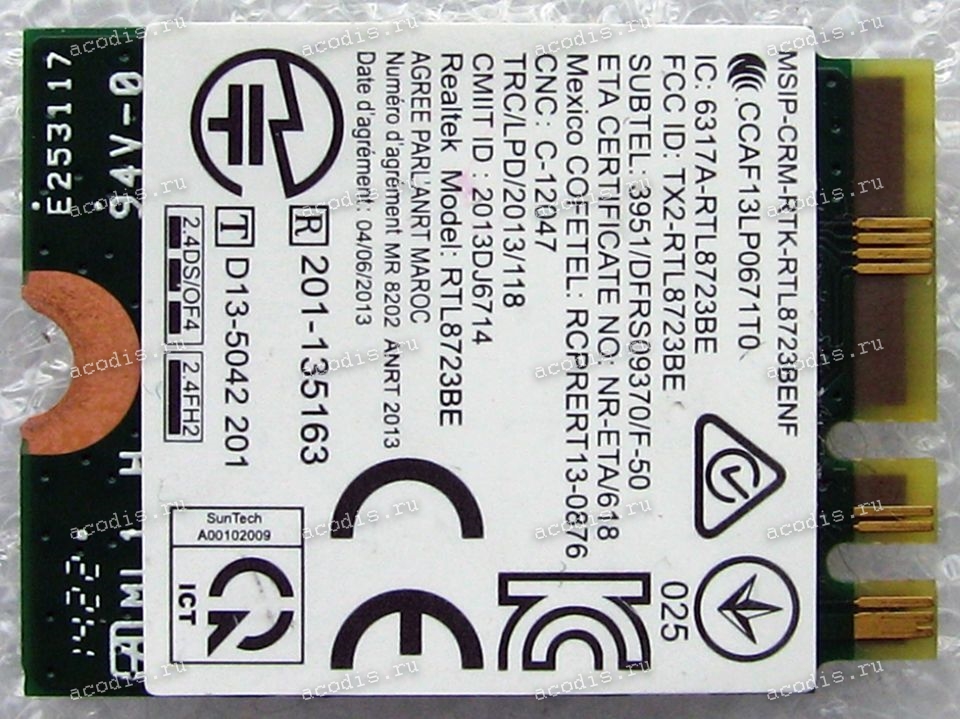 MSIP-CRM-RTK-RTL8723BENF
CCAF13LP0671T0
IC: 6317A-RTL8723BE
FCC ID: TX2-RTL8723BE
SUBTEL: 3951/DFRS09370/F-50
ETA CERTIFICATE NO: NR-ETA/618
Mexico COFETEL: RCPRERT13-0876
CNC: C-12047
TRC/LPD/2013/118
CMIIT ID : 2013DJ6714
Realtek Model: RTL8723BE
AGREE PAR L'ANRT MAROC
Numéro d'agrément MR 8202 ANRT 2013
Date d'agrément: 04/06/2013
R 201-135163
T D13-5042 201
2.4DS/OF4
2.4FH2
025
SunTech
A00102009
ICT
E253117
94V-0
1422
acodis.ru